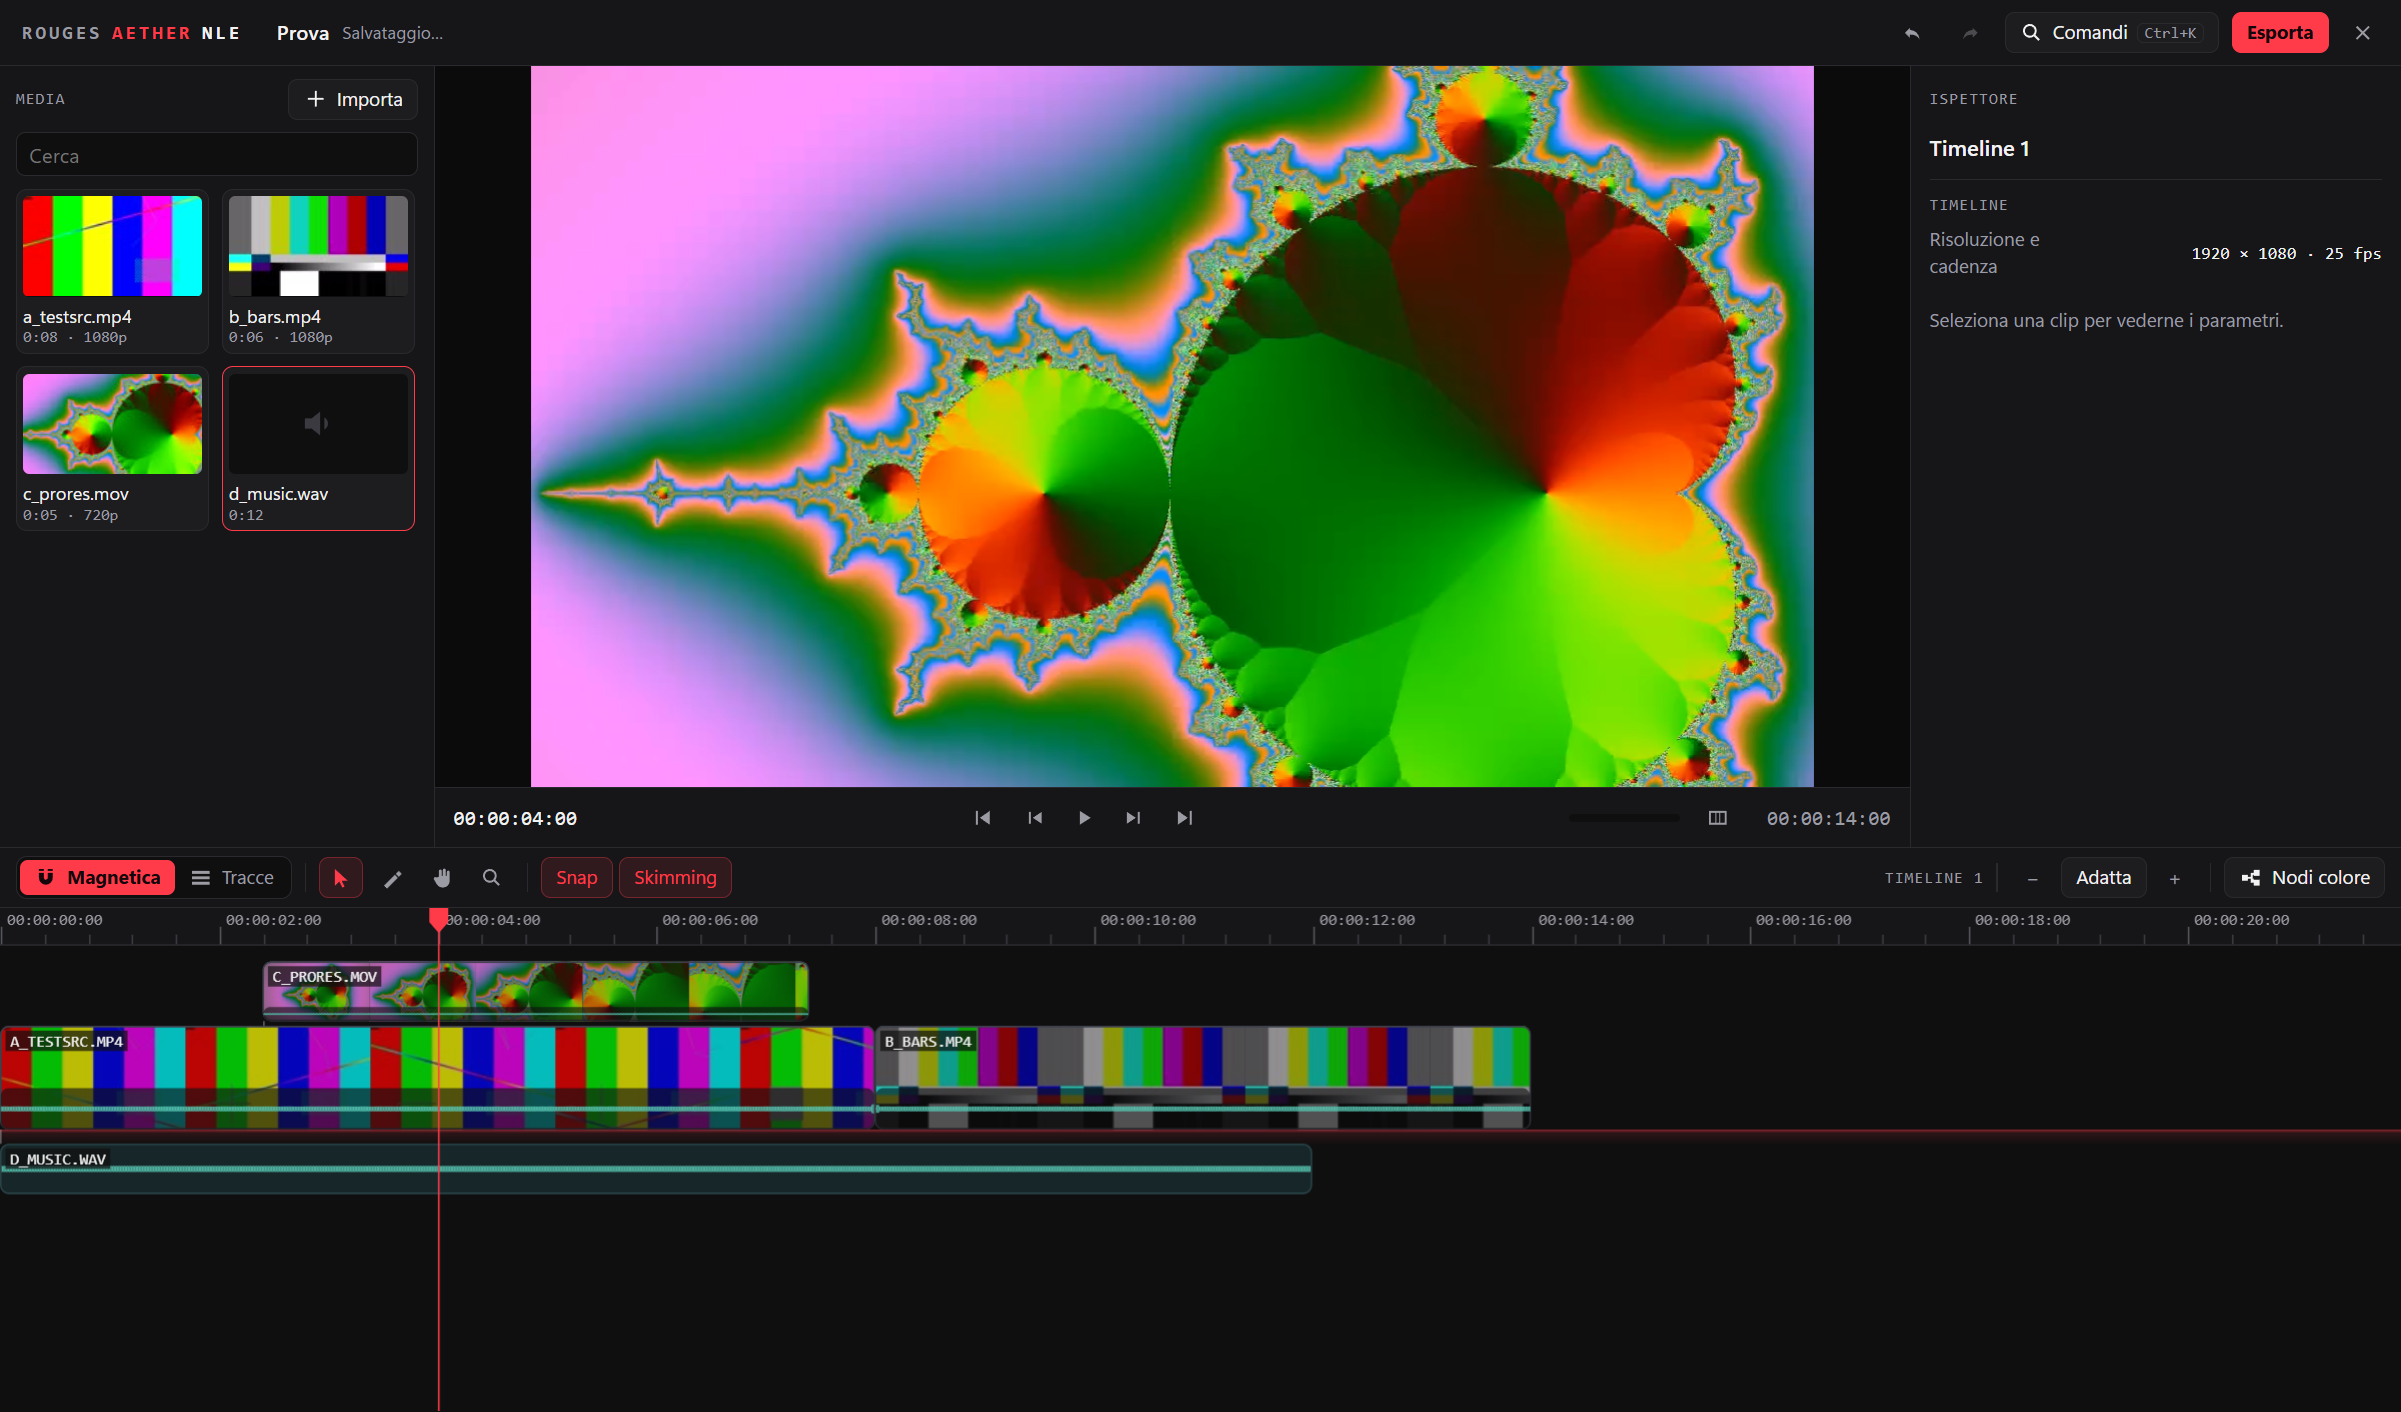 ROUGES AETHER NLE
Prova Salvataggio...
Comandi Ctrl+K
Esporta
MEDIA
Importa
Cerca
a_testsrc.mp4
0:08 · 1080p
b_bars.mp4
0:06 · 1080p
c_prores.mov
0:05 · 720p
d_music.wav
0:12
ISPETTORE
Timeline 1
TIMELINE
Risoluzione e
cadenza
1920 × 1080 · 25 fps
Seleziona una clip per vederne i parametri.
00:00:04:00
00:00:14:00
Magnetica
Tracce
Snap
Skimming
TIMELINE 1
Adatta
Nodi colore
00:00:00:00 00:00:02:00 00:00:04:00 00:00:06:00 00:00:08:00 00:00:10:00 00:00:12:00 00:00:14:00 00:00:16:00 00:00:18:00 00:00:20:00
C_PRORES.MOV
A_TESTSRC.MP4
B_BARS.MP4
D_MUSIC.WAV